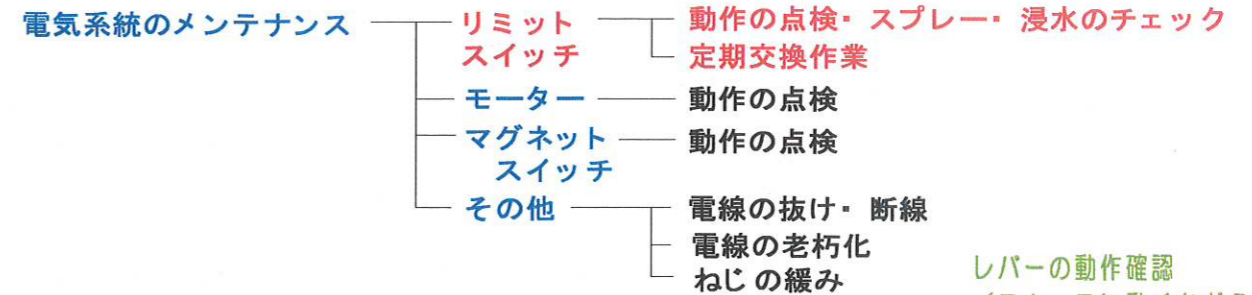 電気系統のメンテナンス
リミット
スイッチ
動作の点検・スプレー・浸水のチェック
定期交換作業
モーター
動作の点検
マグネット
スイッチ
動作の点検
その他
電線の抜け・断線
電線の老朽化
ねじの緩み
レバーの動作確認